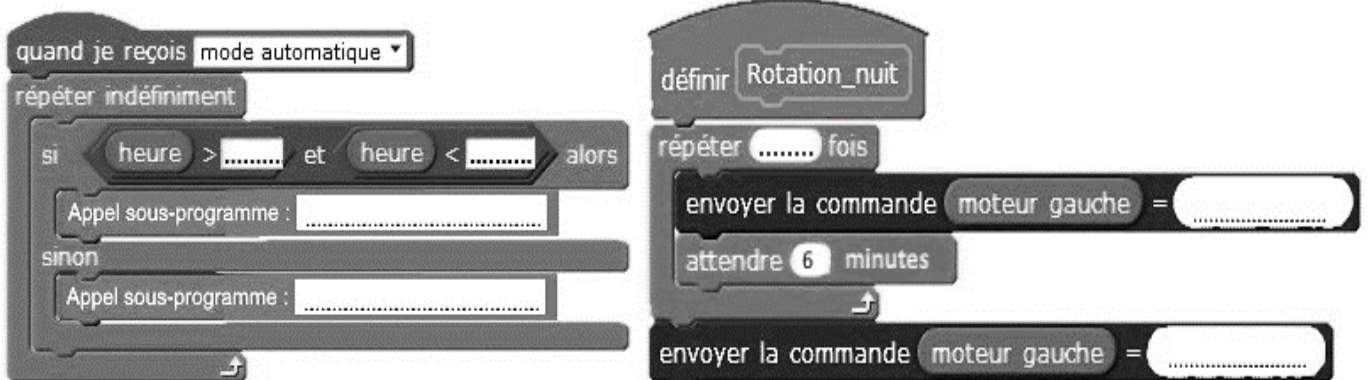 quand je reçois mode automatique
répéter indéfiniment
si heure > .......... et heure < .......... alors
Appel sous-programme : ........................................
sinon
Appel sous-programme : ........................................
définir Rotation_nuit
répéter ........ fois
envoyer la commande moteur gauche = ......................
attendre 6 minutes
envoyer la commande moteur gauche = ......................